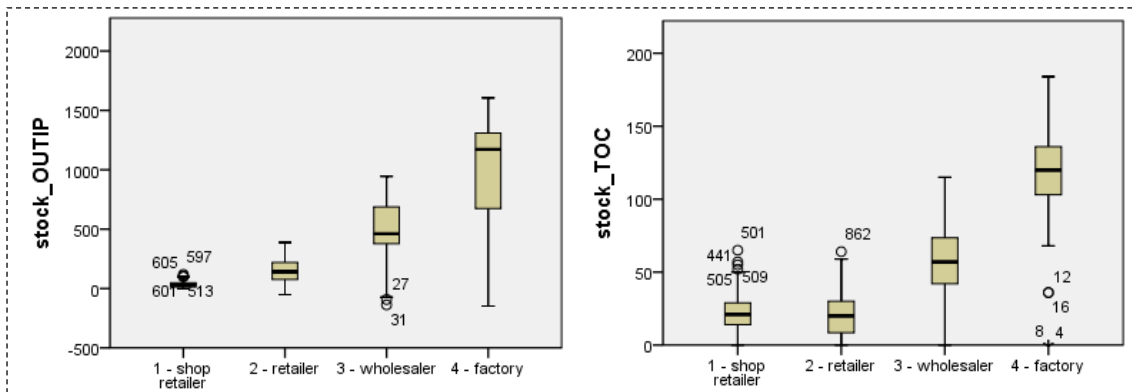 stock_OUTIP
2000
1500
1000
500
0
-500
605 597
601 513
27
31
1 - shop
retailer
2 - retailer
3 - wholesaler
4 - factory
stock_TOC
200
150
100
50
0
501
441
505 509
862
12
16
8 4
1 - shop
retailer
2 - retailer
3 - wholesaler
4 - factory